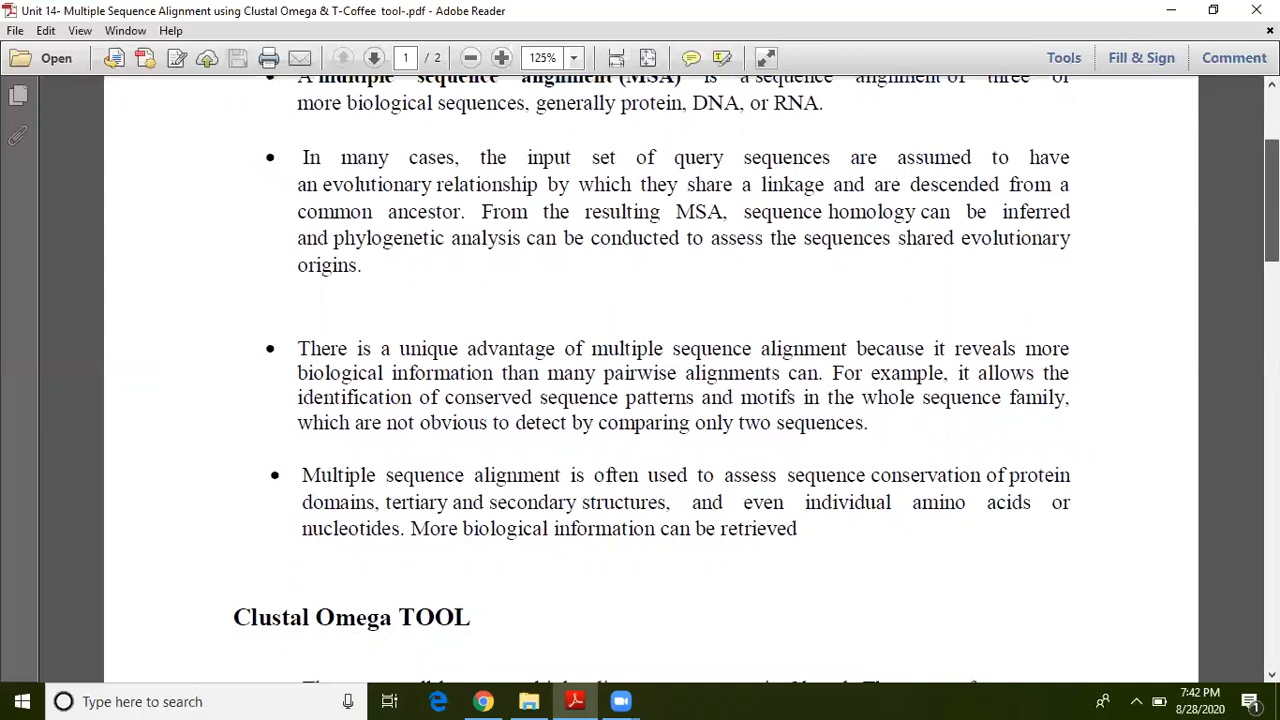 Unit 14- Multiple Sequence Alignment using Clustal Omega & T-Coffee tool-.pdf - Adobe Reader
File Edit View Window Help
Open 1 / 2 125% Tools Fill & Sign Comment
A multiple sequence alignment (MSA) is a sequence alignment of three or
more biological sequences, generally protein, DNA, or RNA.
• In many cases, the input set of query sequences are assumed to have
an evolutionary relationship by which they share a linkage and are descended from a
common ancestor. From the resulting MSA, sequence homology can be inferred
and phylogenetic analysis can be conducted to assess the sequences shared evolutionary
origins.
• There is a unique advantage of multiple sequence alignment because it reveals more
biological information than many pairwise alignments can. For example, it allows the
identification of conserved sequence patterns and motifs in the whole sequence family,
which are not obvious to detect by comparing only two sequences.
• Multiple sequence alignment is often used to assess sequence conservation of protein
domains, tertiary and secondary structures, and even individual amino acids or
nucleotides. More biological information can be retrieved
Clustal Omega TOOL
Type here to search
7:42 PM
8/28/2020